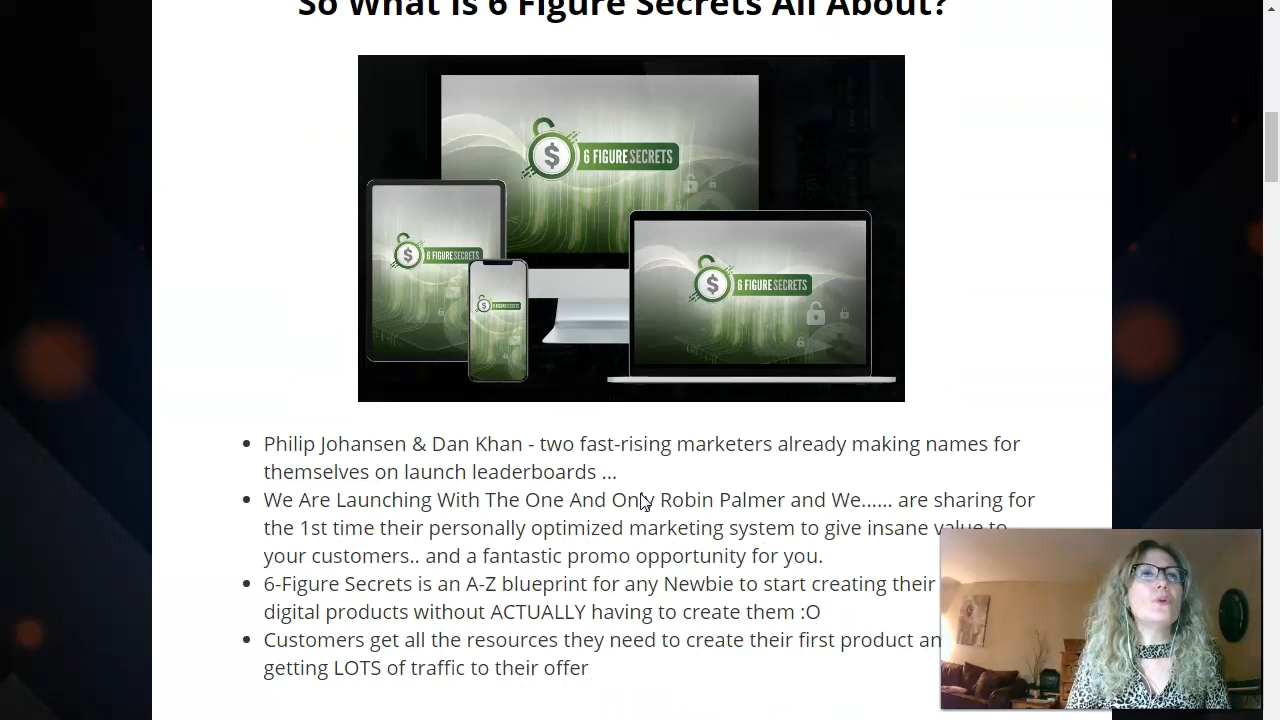 So What Is 6 Figure Secrets All About?
$ 6 FIGURE SECRETS
$ 6 FIGURE SECRETS
$ 6 FIGURE SECRETS
$ 6 FIGURE SECRETS
Philip Johansen & Dan Khan - two fast-rising marketers already making names for
themselves on launch leaderboards ...
We Are Launching With The One And Only Robin Palmer and We...... are sharing for
the 1st time their personally optimized marketing system to give insane value to
your customers.. and a fantastic promo opportunity for you.
6-Figure Secrets is an A-Z blueprint for any Newbie to start creating their
digital products without ACTUALLY having to create them :O
Customers get all the resources they need to create their first product
getting LOTS of traffic to their offer